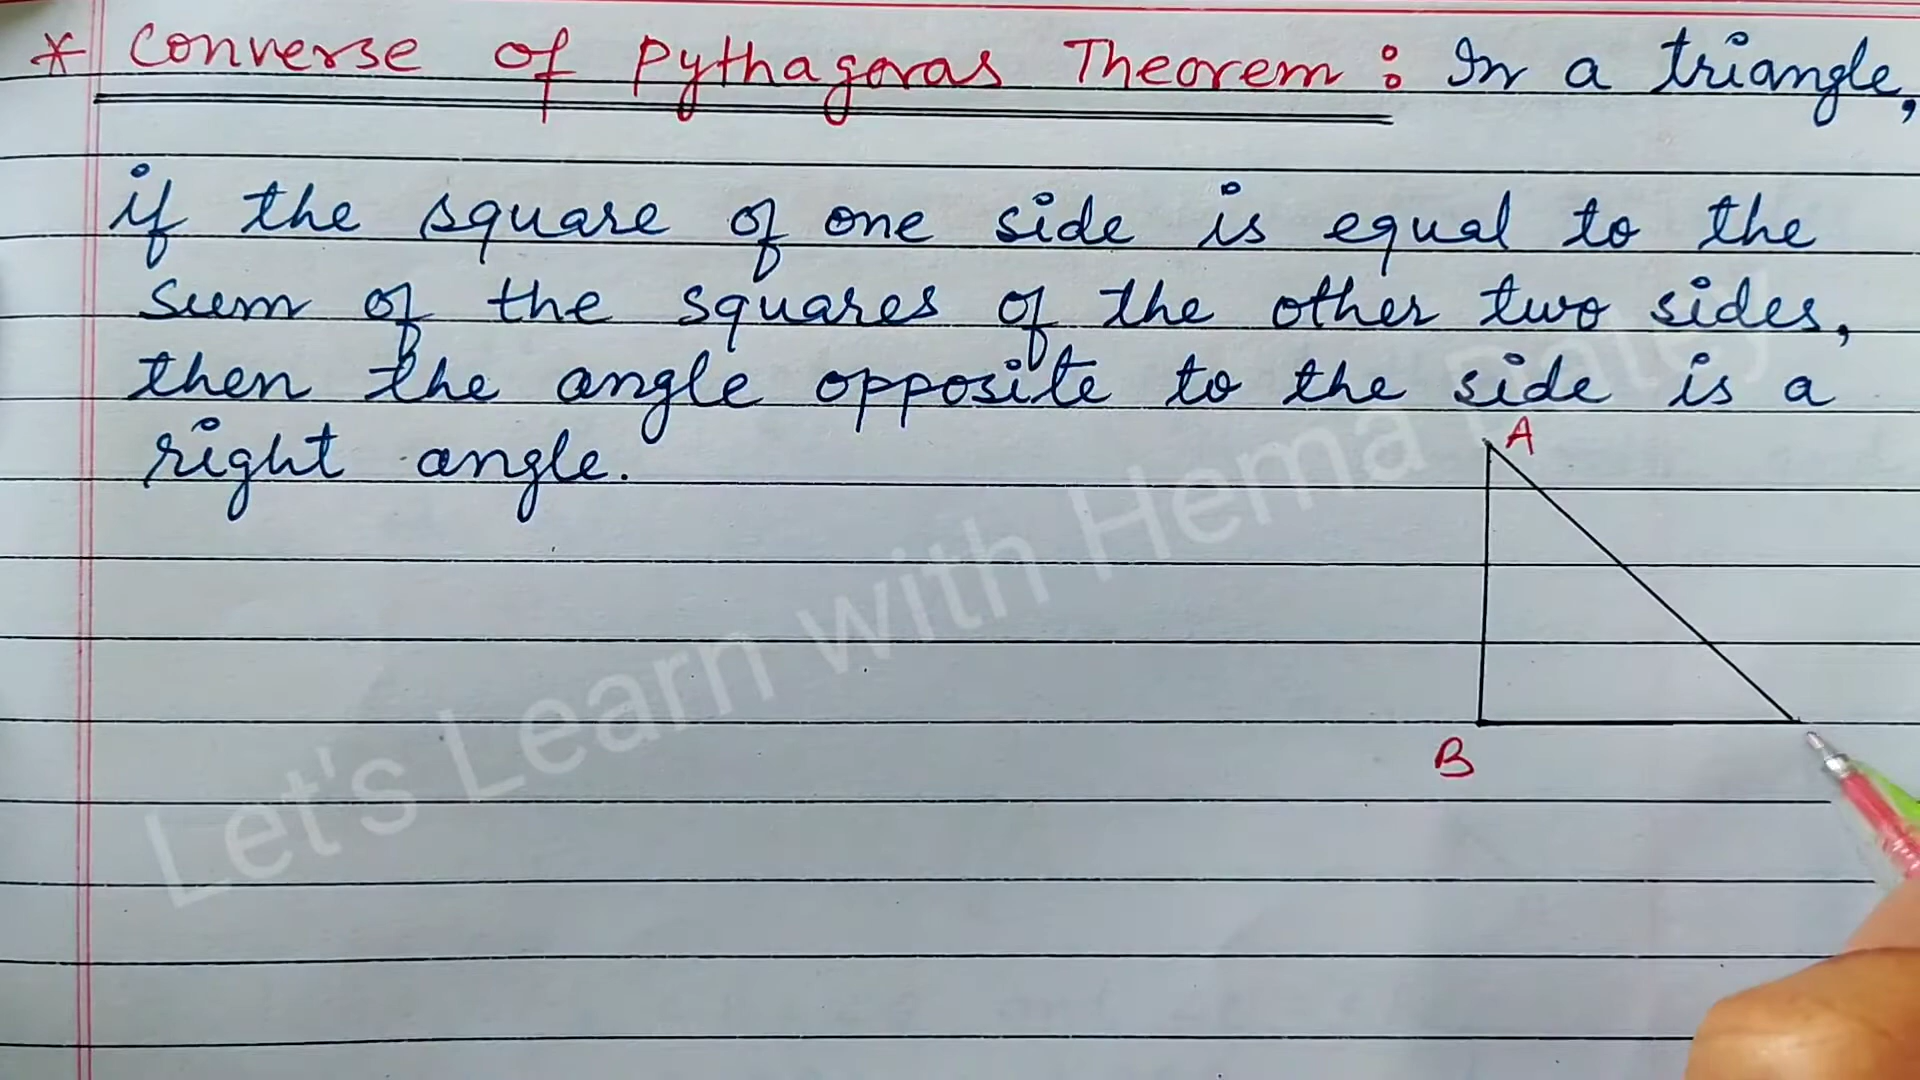 * Converse of Pythagoras Theorem : In a triangle,
if the square of one side is equal to the
sum of the squares of the other two sides,
then the angle opposite to the side is a
right angle.
A
B
Let's Learn with Hema Datey